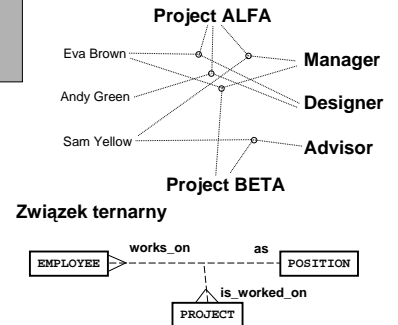 Project ALFA
Eva Brown
Manager
Andy Green
Designer
Sam Yellow
Advisor
Project BETA
Związek ternarny
works_on
as
EMPLOYEE
POSITION
is_worked_on
PROJECT